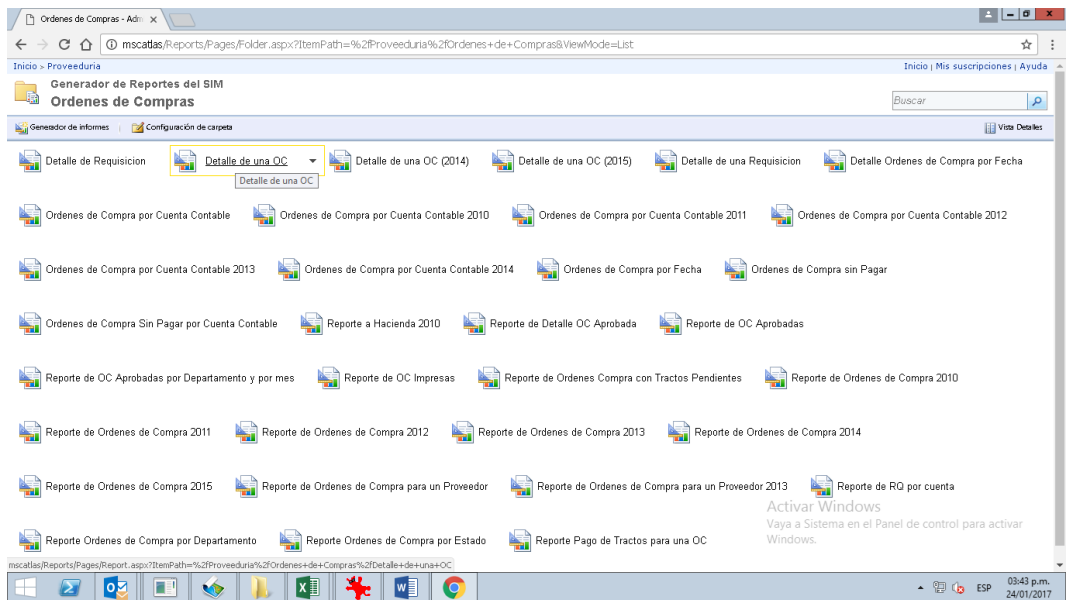 Ordenes de Compras - Adm
mscatlas/Reports/Pages/Folder.aspx?ItemPath=%2fProveeduria%2fOrdenes+de+Compras&ViewMode=List
Inicio > Proveeduria
Inicio | Mis suscripciones | Ayuda
Generador de Reportes del SIM
Ordenes de Compras
Buscar
Generador de informes
Configuración de carpeta
Vista Detalles
Detalle de Requisicion
Detalle de una OC
Detalle de una OC (2014)
Detalle de una OC (2015)
Detalle de una Requisicion
Detalle Ordenes de Compra por Fecha
Detalle de una OC
Ordenes de Compra por Cuenta Contable
Ordenes de Compra por Cuenta Contable 2010
Ordenes de Compra por Cuenta Contable 2011
Ordenes de Compra por Cuenta Contable 2012
Ordenes de Compra por Cuenta Contable 2013
Ordenes de Compra por Cuenta Contable 2014
Ordenes de Compra por Fecha
Ordenes de Compra sin Pagar
Ordenes de Compra Sin Pagar por Cuenta Contable
Reporte a Hacienda 2010
Reporte de Detalle OC Aprobada
Reporte de OC Aprobadas
Reporte de OC Aprobadas por Departamento y por mes
Reporte de OC Impresas
Reporte de Ordenes Compra con Tractos Pendientes
Reporte de Ordenes de Compra 2010
Reporte de Ordenes de Compra 2011
Reporte de Ordenes de Compra 2012
Reporte de Ordenes de Compra 2013
Reporte de Ordenes de Compra 2014
Reporte de Ordenes de Compra 2015
Reporte de Ordenes de Compra para un Proveedor
Reporte de Ordenes de Compra para un Proveedor 2013
Reporte de RQ por cuenta
Activar Windows
Vaya a Sistema en el Panel de control para activar
Windows.
Reporte Ordenes de Compra por Departamento
Reporte Ordenes de Compra por Estado
Reporte Pago de Tractos para una OC
mscatlas/Reports/Pages/Report.aspx?ItemPath=%2fProveeduria%2fOrdenes+de+Compras%2fDetalle+de+una+OC
ESP
03:43 p.m.
24/01/2017